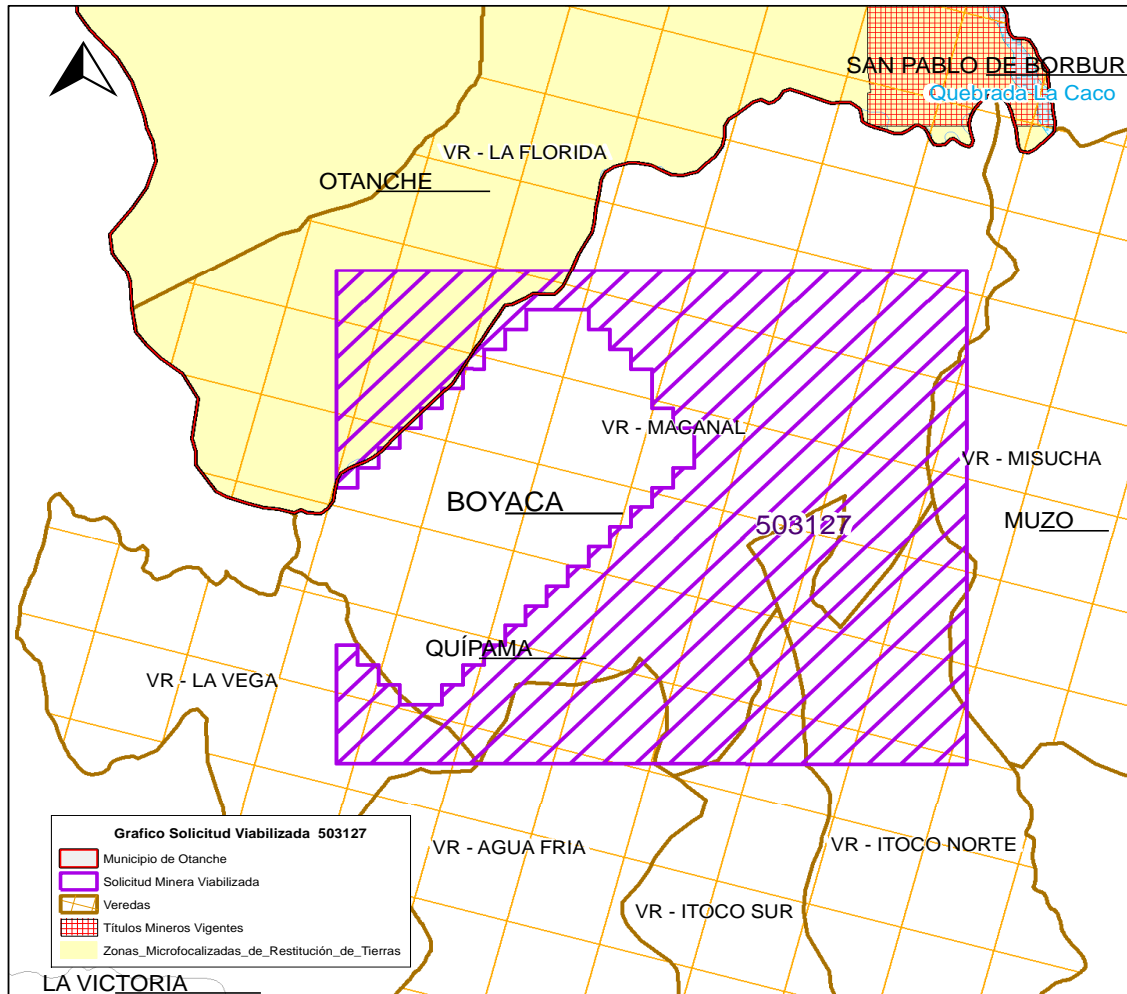 SAN PABLO DE BORBUR
Quebrada La Caco
VR - LA FLORIDA
OTANCHE
VR - MACANAL
VR - MISUCHA
BOYACA
503127
MUZO
QUÍPAMA
VR - LA VEGA
Grafico Solicitud Viabilizada 503127
Municipio de Otanche
Solicitud Minera Viabilizada
Veredas
Títulos Mineros Vigentes
Zonas_Microfocalizadas_de_Restitución_de_Tierras
VR - AGUA FRIA
VR - ITOCO NORTE
VR - ITOCO SUR
LA VICTORIA